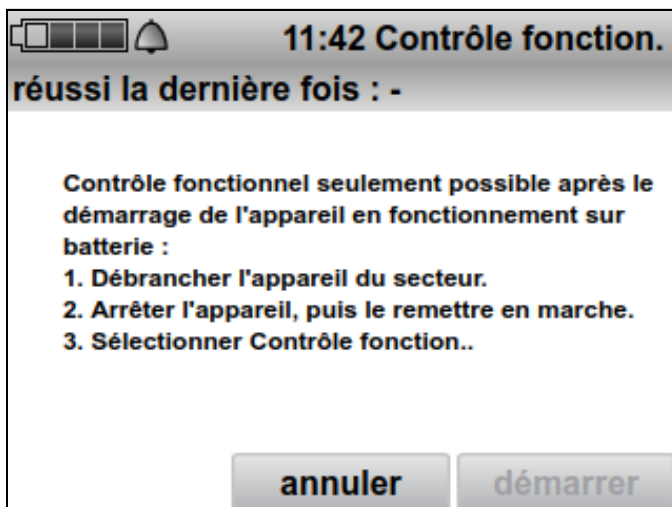 11:42 Contrôle fonction.
réussi la dernière fois : -
Contrôle fonctionnel seulement possible après le
démarrage de l'appareil en fonctionnement sur
batterie :
1. Débrancher l'appareil du secteur.
2. Arrêter l'appareil, puis le remettre en marche.
3. Sélectionner Contrôle fonction..
annuler démarrer